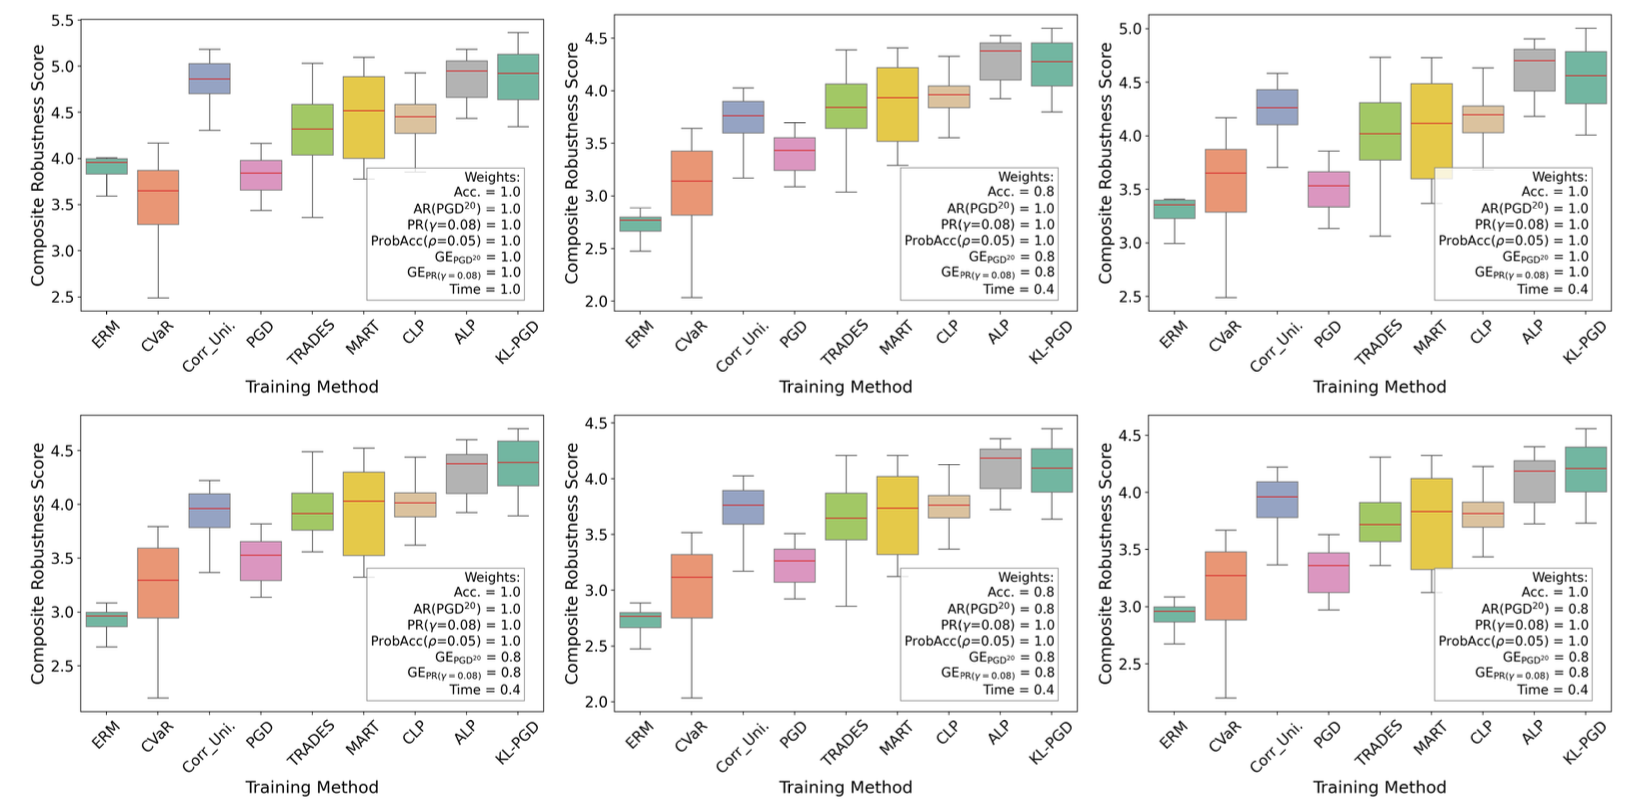 Composite Robustness Score
5.5
5.0
4.5
4.0
3.5
3.0
2.5
Weights:
Acc. = 1.0
AR(PGD²⁰) = 1.0
PR(γ=0.08) = 1.0
ProbAcc(ρ=0.05) = 1.0
GE_PGD²⁰ = 1.0
GE_PR(γ=0.08) = 1.0
Time = 1.0
ERM CVaR Corr_Uni. PGD TRADES MART CLP ALP KL-PGD
Training Method
Composite Robustness Score
4.5
4.0
3.5
3.0
2.5
2.0
Weights:
Acc. = 0.8
AR(PGD²⁰) = 1.0
PR(γ=0.08) = 1.0
ProbAcc(ρ=0.05) = 1.0
GE_PGD²⁰ = 0.8
GE_PR(γ=0.08) = 0.8
Time = 0.4
ERM CVaR Corr_Uni. PGD TRADES MART CLP ALP KL-PGD
Training Method
Composite Robustness Score
5.0
4.5
4.0
3.5
3.0
2.5
Weights:
Acc. = 1.0
AR(PGD²⁰) = 1.0
PR(γ=0.08) = 1.0
ProbAcc(ρ=0.05) = 1.0
GE_PGD²⁰ = 1.0
GE_PR(γ=0.08) = 1.0
Time = 0.4
ERM CVaR Corr_Uni. PGD TRADES MART CLP ALP KL-PGD
Training Method
Composite Robustness Score
4.5
4.0
3.5
3.0
2.5
Weights:
Acc. = 1.0
AR(PGD²⁰) = 1.0
PR(γ=0.08) = 1.0
ProbAcc(ρ=0.05) = 1.0
GE_PGD²⁰ = 0.8
GE_PR(γ=0.08) = 0.8
Time = 0.4
ERM CVaR Corr_Uni. PGD TRADES MART CLP ALP KL-PGD
Training Method
Composite Robustness Score
4.5
4.0
3.5
3.0
2.5
2.0
Weights:
Acc. = 0.8
AR(PGD²⁰) = 0.8
PR(γ=0.08) = 1.0
ProbAcc(ρ=0.05) = 1.0
GE_PGD²⁰ = 0.8
GE_PR(γ=0.08) = 0.8
Time = 0.4
ERM CVaR Corr_Uni. PGD TRADES MART CLP ALP KL-PGD
Training Method
Composite Robustness Score
4.5
4.0
3.5
3.0
2.5
Weights:
Acc. = 1.0
AR(PGD²⁰) = 0.8
PR(γ=0.08) = 1.0
ProbAcc(ρ=0.05) = 1.0
GE_PGD²⁰ = 0.8
GE_PR(γ=0.08) = 0.8
Time = 0.4
ERM CVaR Corr_Uni. PGD TRADES MART CLP ALP KL-PGD
Training Method